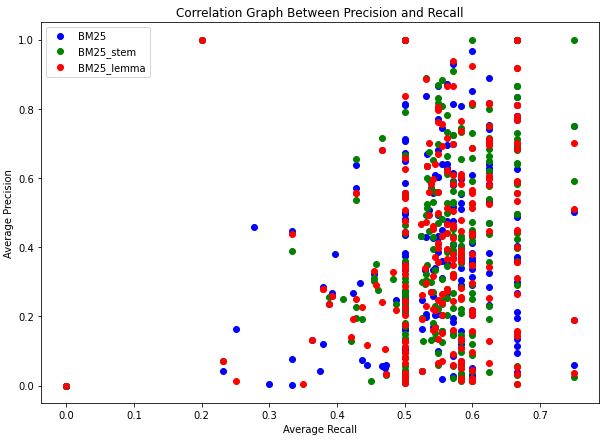 Correlation Graph Between Precision and Recall
BM25
BM25_stem
BM25_lemma
Average Precision
1.0
0.8
0.6
0.4
0.2
0.0
0.0 0.1 0.2 0.3 0.4 0.5 0.6 0.7
Average Recall